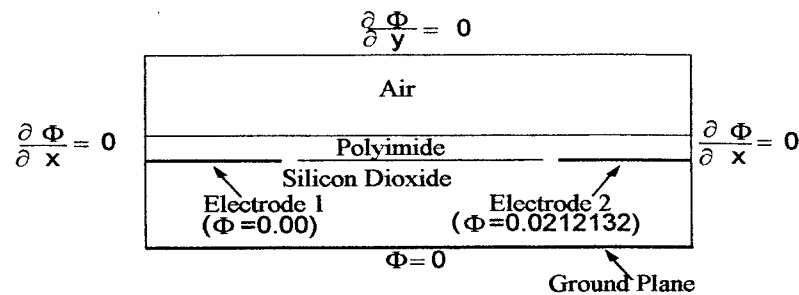 ∂ Φ / ∂ y = 0
Air
∂ Φ / ∂ x = 0
∂ Φ / ∂ x = 0
Polyimide
Silicon Dioxide
Electrode 1
(Φ=0.00)
Electrode 2
(Φ=0.0212132)
Φ= 0
Ground Plane